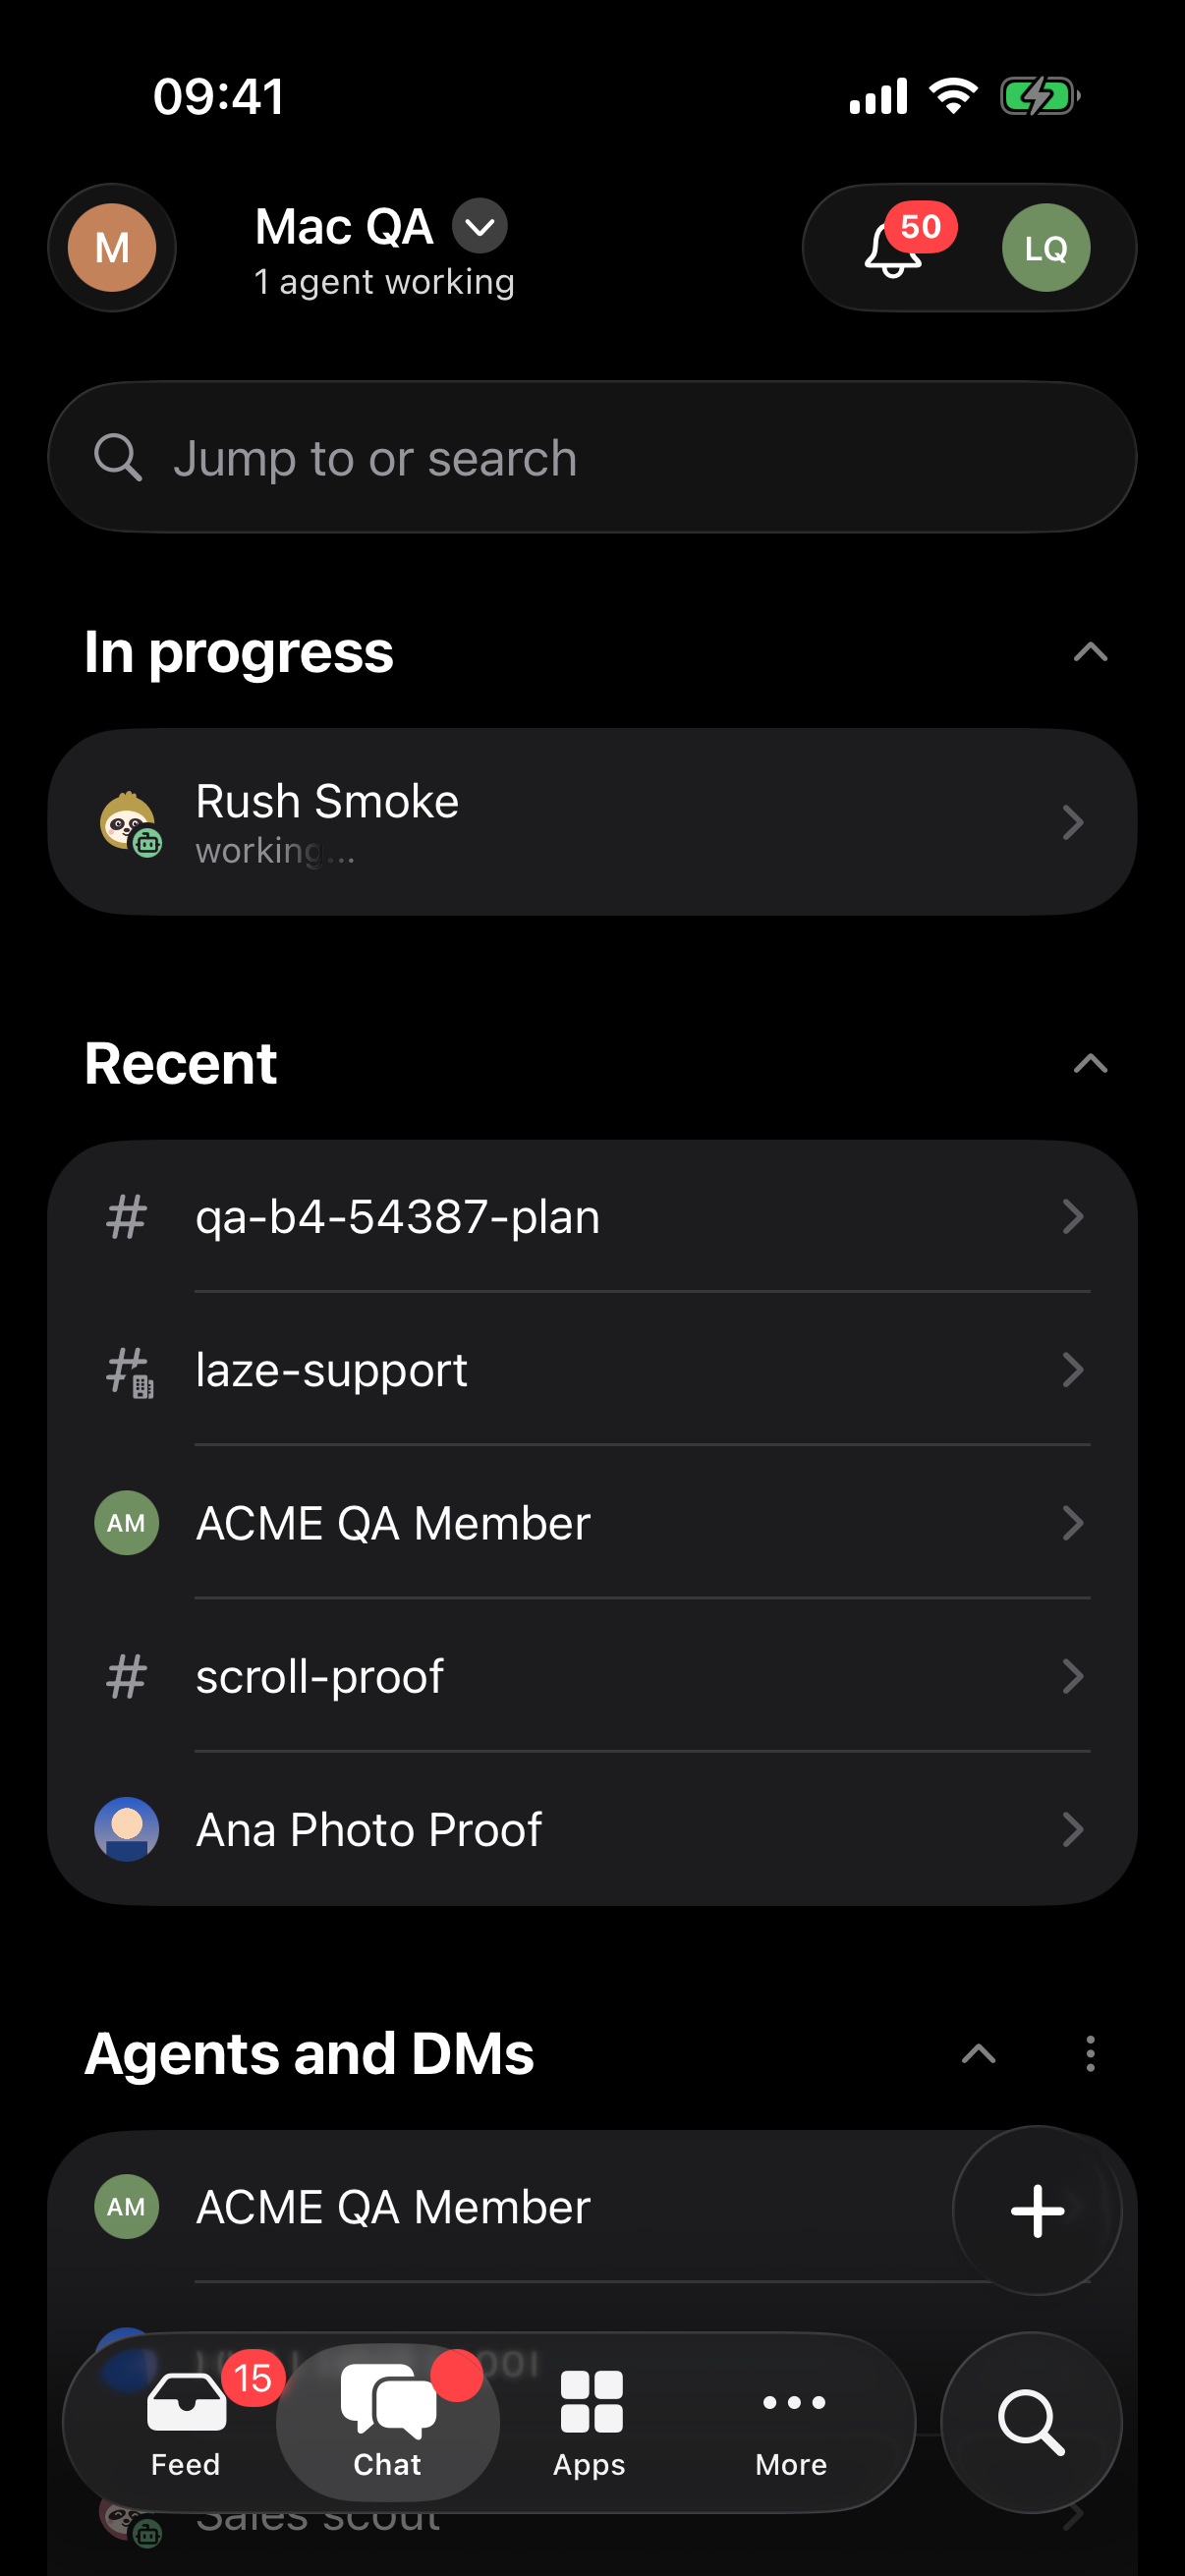 09:41
M
Mac QA
1 agent working
50
LQ
Jump to or search
In progress
Rush Smoke
working...
Recent
# qa-b4-54387-plan
# laze-support
AM ACME QA Member
# scroll-proof
Ana Photo Proof
Agents and DMs
AM ACME QA Member
15
Feed
Chat
Apps
More
Sales scout